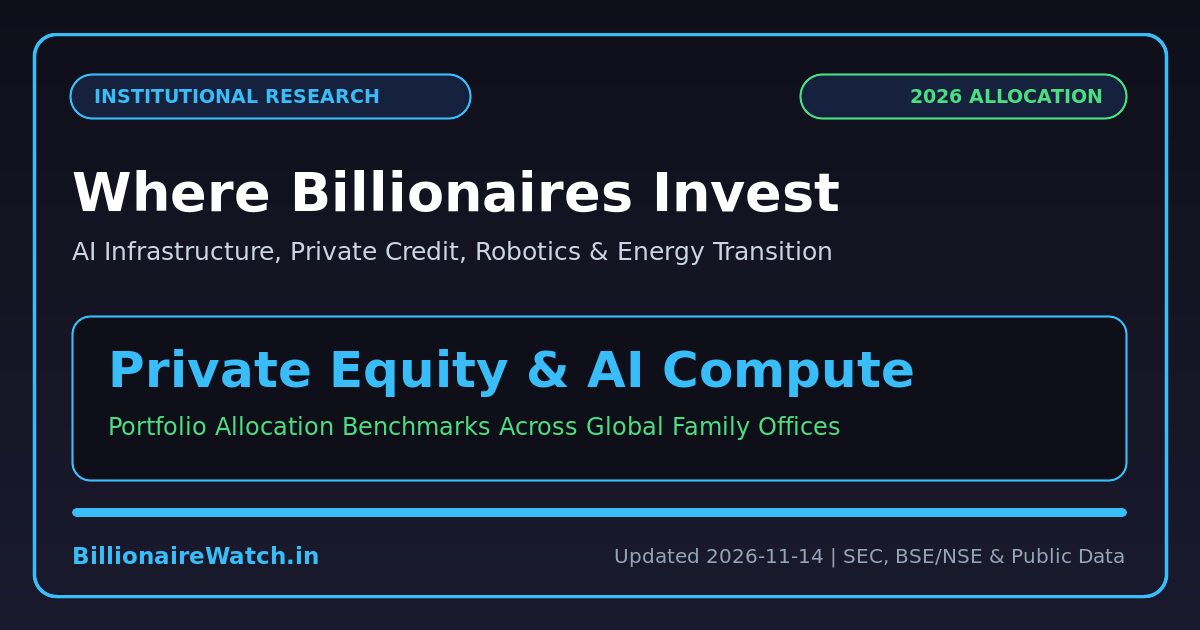 INSTITUTIONAL RESEARCH
2026 ALLOCATION
Where Billionaires Invest
AI Infrastructure, Private Credit, Robotics & Energy Transition
Private Equity & AI Compute
Portfolio Allocation Benchmarks Across Global Family Offices
BillionaireWatch.in
Updated 2026-11-14 | SEC, BSE/NSE & Public Data